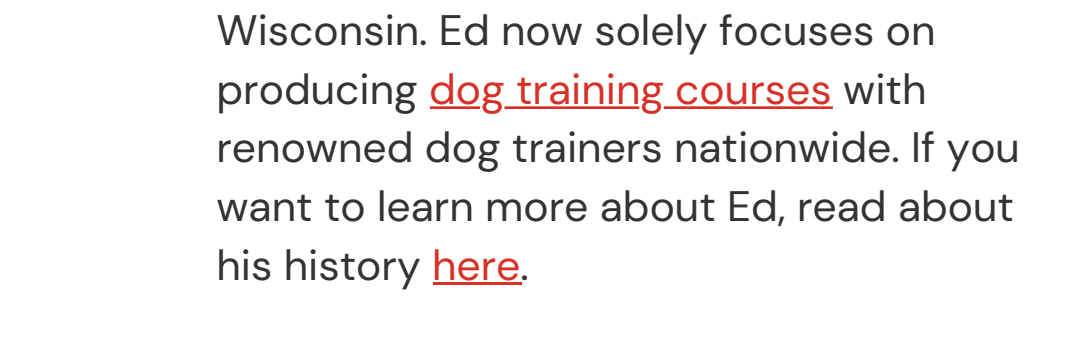 Wisconsin. Ed now solely focuses on
producing dog training courses with
renowned dog trainers nationwide. If you
want to learn more about Ed, read about
his history here.